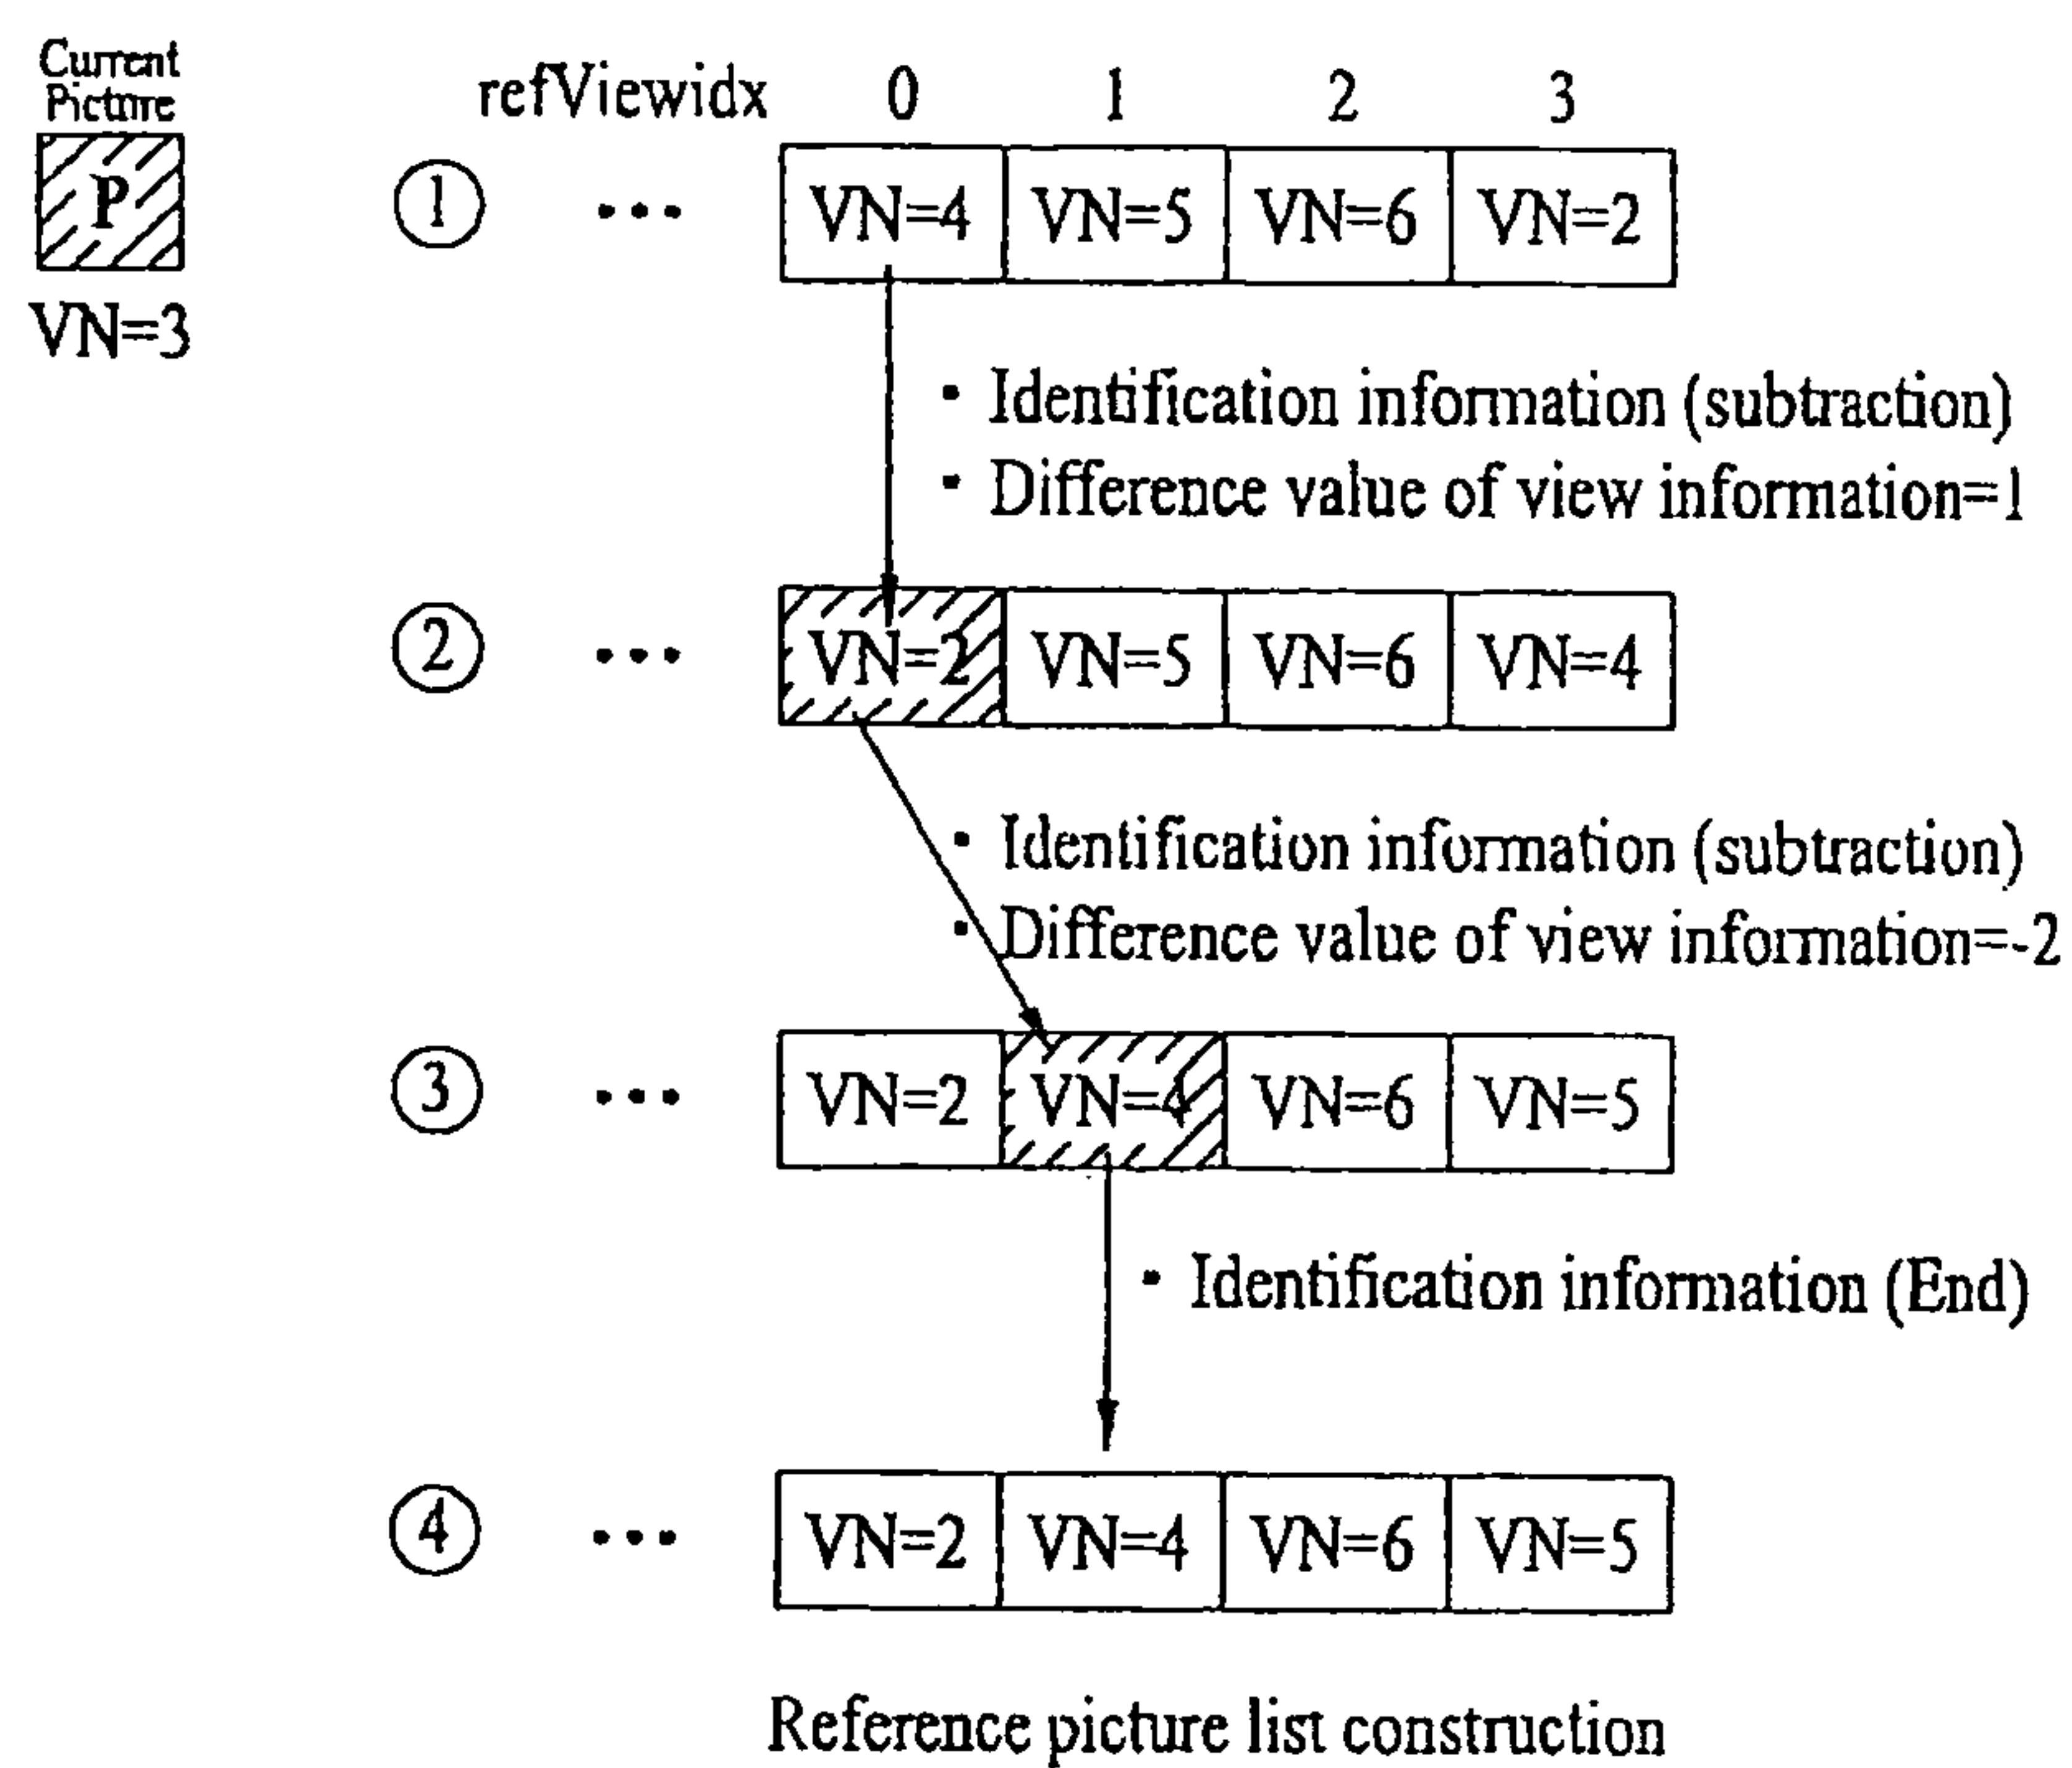 Current
Picture
P
VN=3
refViewidx 0 1 2 3
① ••• VN=4 VN=5 VN=6 VN=2
• Identification information (subtraction)
• Difference value of view information=1
② ••• VN=2 VN=5 VN=6 VN=4
• Identification information (subtraction)
• Difference value of view information=-2
③ ••• VN=2 VN=4 VN=6 VN=5
• Identification information (End)
④ ••• VN=2 VN=4 VN=6 VN=5
Reference picture list construction